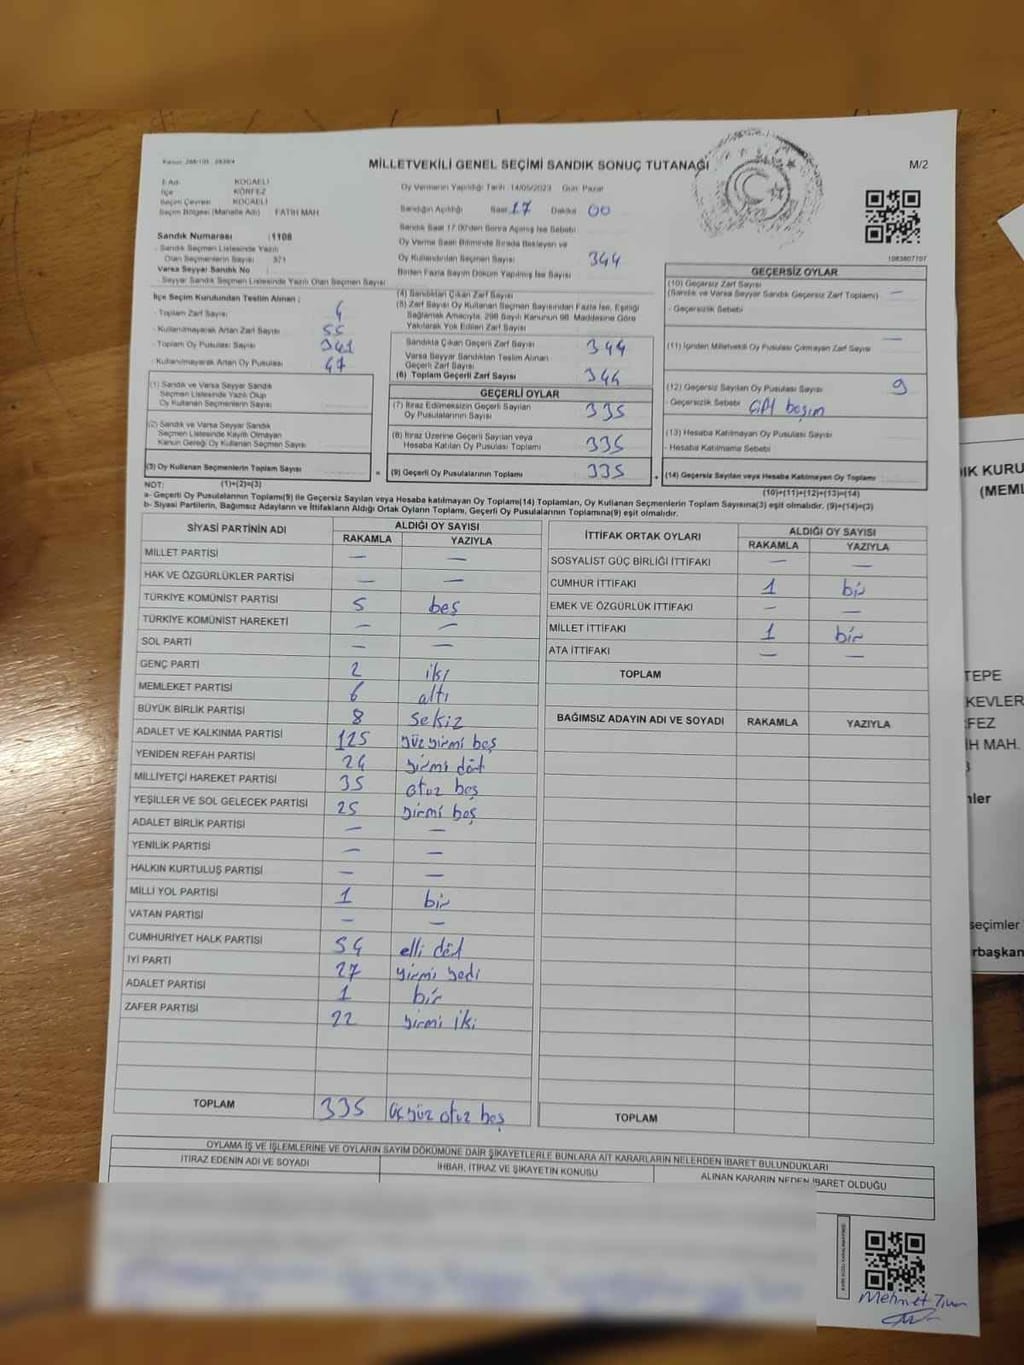 MİLLETVEKİLİ GENEL SEÇİMİ SANDIK SONUÇ TUTANAĞI
M/2
İl Adı KOCAELİ
İlçe KÖRFEZ
Seçim Çevresi KOCAELİ
Seçim Bölgesi (Mahalle Adı) FATİH MAH.
Oy Vermenin Yapıldığı Tarih 14/05/2023 Gün Pazar
Sandığın Açıldığı Saat 17 Dakika 00
Sandık Saat 17.00'den Sonra Açılmış İse Sebebi
Oy Verme Saati Bitiminde Sırada Bekleyen ve
Oy Kullandırılan Seçmen Sayısı 344
Birden Fazla Sayım Döküm Yapılmış İse Sayısı
Sandık Numarası :1108
Sandık Seçmen Listesinde Yazılı
Olan Seçmenlerin Sayısı 371
Varsa Seyyar Sandık No
Seyyar Sandık Seçmen Listesinde Yazılı Olan Seçmen Sayısı
İlçe Seçim Kurulundan Teslim Alınan ;
- Toplam Zarf Sayısı
- Kullanılmayarak Artan Zarf Sayısı 55
- Toplam Oy Pusulası Sayısı 341
- Kullanılmayarak Artan Oy Pusulası 47
(1) Sandık ve Varsa Seyyar Sandık
Seçmen Listesinde Yazılı Olup
Oy Kullanan Seçmenlerin Sayısı
(2) Sandık ve Varsa Seyyar Sandık
Seçmen Listesinde Kayıtlı Olmayan
Kanun Gereği Oy Kullanan Seçmen Sayısı
(3) Oy Kullanan Seçmenlerin Toplam Sayısı
(4) Sandıktan Çıkan Zarf Sayısı
(5) Zarf Sayısı Oy Kullanan Seçmen Sayısından Fazla İse, Eşitliği
Sağlamak Amacıyla, 298 Sayılı Kanunun 98. Maddesine Göre
Yakılarak Yok Edilen Zarf Sayısı
Sandıkta Çıkan Geçerli Zarf Sayısı 344
Varsa Seyyar Sandıktan Teslim Alınan
Geçerli Zarf Sayısı
(6) Toplam Geçerli Zarf Sayısı 344
GEÇERLİ OYLAR
(7) İtiraz Edilmeksizin Geçerli Sayılan
Oy Pusulalarının Sayısı 335
(8) İtiraz Üzerine Geçerli Sayılan veya
Hesaba Katılan Oy Pusulaları Toplamı 335
= (9) Geçerli Oy Pusulalarının Toplamı 335 +
1083807707
GEÇERSİZ OYLAR
(10) Geçersiz Zarf Sayısı
(Sandık ve Varsa Seyyar Sandık Geçersiz Zarf Toplamı) —
- Geçersizlik Sebebi
(11) İçinden Milletvekili Oy Pusulası Çıkmayan Zarf Sayısı —
(12) Geçersiz Sayılan Oy Pusulası Sayısı 9
- Geçersizlik Sebebi Çift basım
(13) Hesaba Katılmayan Oy Pusulası Sayısı
- Hesaba Katılmama Sebebi
(14) Geçersiz Sayılan veya Hesaba Katılmayan Oy Toplamı
NOT: (1)+(2)=(3) (10)+(11)+(12)+(13)=(14)
a- Geçerli Oy Pusulalarının Toplamı(9) ile Geçersiz Sayılan veya Hesaba katılmayan Oy Toplamı(14) Toplamları, Oy Kullanan Seçmenlerin Toplam Sayısına(3) eşit olmalıdır. (9)+(14)=(3)
b- Siyasi Partilerin, Bağımsız Adayların ve İttifakların Aldığı Ortak Oyların Toplamı, Geçerli Oy Pusulalarının Toplamına(9) eşit olmalıdır.
SİYASİ PARTİNİN ADI ALDIĞI OY SAYISI
RAKAMLA YAZIYLA
MİLLET PARTİSİ — —
HAK VE ÖZGÜRLÜKLER PARTİSİ — —
TÜRKİYE KOMÜNİST PARTİSİ 5 beş
TÜRKİYE KOMÜNİST HAREKETİ — —
SOL PARTİ — —
GENÇ PARTİ 2 iki
MEMLEKET PARTİSİ 6 altı
BÜYÜK BİRLİK PARTİSİ 8 sekiz
ADALET VE KALKINMA PARTİSİ 125 yüz yirmi beş
YENİDEN REFAH PARTİSİ 24 yirmi dört
MİLLİYETÇİ HAREKET PARTİSİ 35 otuz beş
YEŞİLLER VE SOL GELECEK PARTİSİ 25 yirmi beş
ADALET BİRLİK PARTİSİ — —
YENİLİK PARTİSİ — —
HALKIN KURTULUŞ PARTİSİ — —
MİLLİ YOL PARTİSİ 1 bir
VATAN PARTİSİ — —
CUMHURİYET HALK PARTİSİ 54 elli dört
İYİ PARTİ 27 yirmi yedi
ADALET PARTİSİ 1 bir
ZAFER PARTİSİ 22 yirmi iki
TOPLAM 335 üç yüz otuz beş
İTTİFAK ORTAK OYLARI ALDIĞI OY SAYISI
RAKAMLA YAZIYLA
SOSYALİST GÜÇ BİRLİĞİ İTTİFAKI — —
CUMHUR İTTİFAKI 1 bir
EMEK VE ÖZGÜRLÜK İTTİFAKI — —
MİLLET İTTİFAKI 1 bir
ATA İTTİFAKI — —
TOPLAM
BAĞIMSIZ ADAYIN ADI VE SOYADI RAKAMLA YAZIYLA
TOPLAM
OYLAMA İŞ VE İŞLEMLERİNE VE OYLARIN SAYIM DÖKÜMÜNE DAİR ŞİKAYETLERLE BUNLARA AİT KARARLARIN NELERDEN İBARET BULUNDUKLARI
İTİRAZ EDENİN ADI VE SOYADI İHBAR, İTİRAZ VE ŞİKAYETİN KONUSU ALINAN KARARIN NEDEN İBARET OLDUĞU
Mehmet
IK KURU
(MEML
TEPE
KEVLER
FEZ
H MAH.
nler
seçimler
rbaşkan